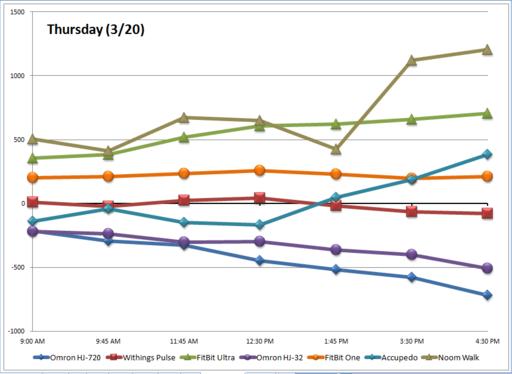 Thursday (3/20)
1500
1000
500
0
-500
-1000
9:00 AM 9:45 AM 11:45 AM 12:30 PM 1:45 PM 3:30 PM 4:30 PM
Omron HJ-720 Withings Pulse FitBit Ultra Omron HJ-32 FitBit One Accupedo Noom Walk